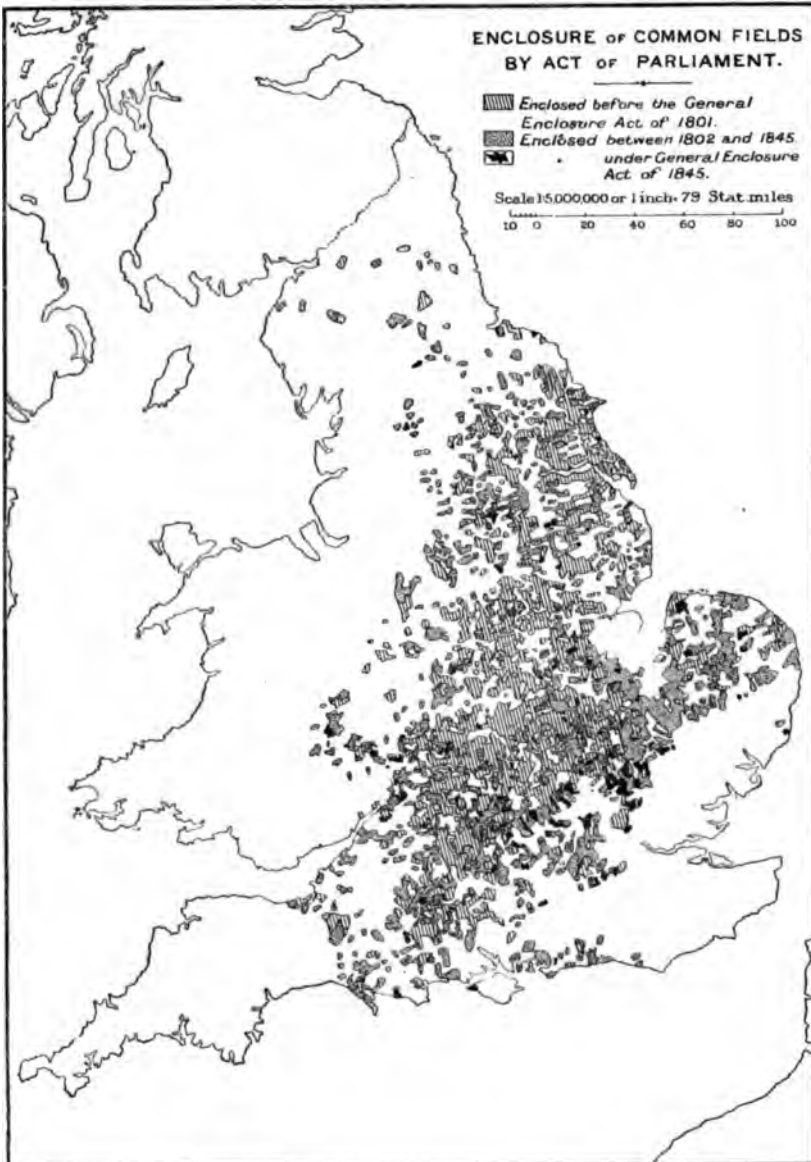 ENCLOSURE OF COMMON FIELDS
BY ACT OF PARLIAMENT.
Enclosed before the General
Enclosure Act of 1801.
Enclosed between 1802 and 1845
" under General Enclosure
Act of 1845.
Scale 1:5,000,000 or 1 inch = 79 Stat. miles
10 0 20 40 60 80 100